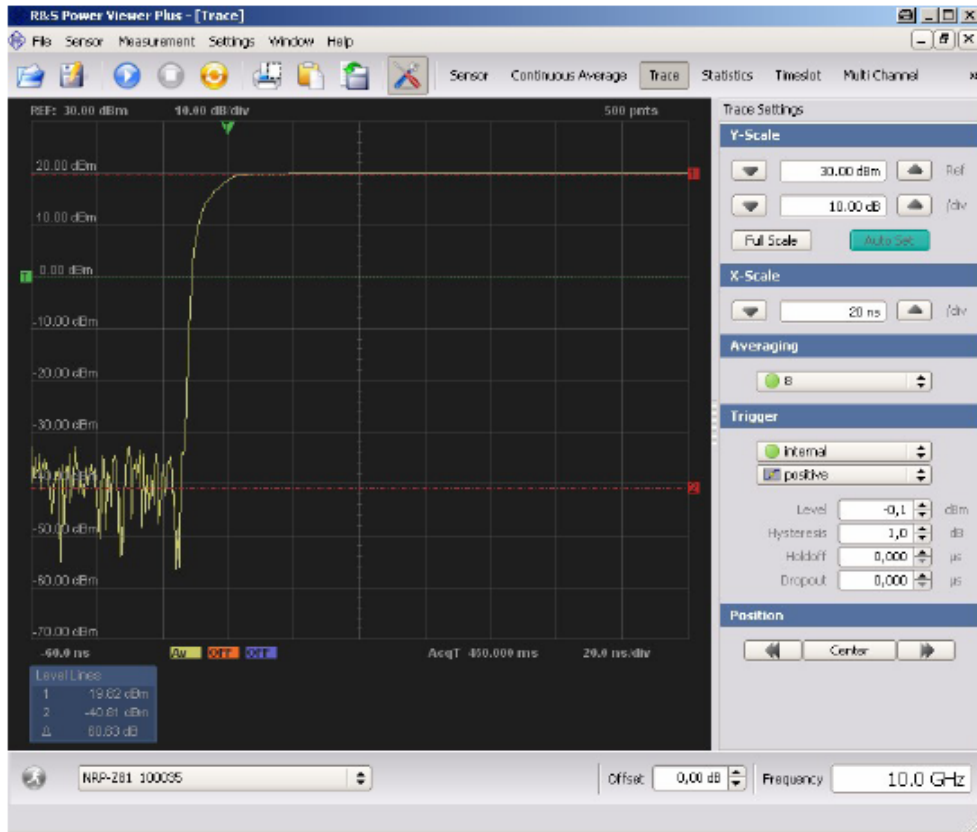 R&S Power Viewer Plus - [Trace]
File Sensor Measurement Settings Window Help
Sensor Continuous Average Trace Statistics Timeslot Multi Channel »
REF: 30.00 dBm 10.00 dB/div 500 pnts
T
20.00 dBm
1
10.00 dBm
T 0.00 dBm
-10.00 dBm
-20.00 dBm
-30.00 dBm
-40.00 dBm
2
-50.00 dBm
-60.00 dBm
-70.00 dBm
-60.0 ns Av OFF OFF AcqT 460.000 ms 20.0 ns/div
Level Lines
1 19.82 dBm
2 -40.81 dBm
Δ 60.63 dB
Trace Settings
Y-Scale
30.00 dBm Ref
10.00 dB /div
Full Scale Auto Set
X-Scale
20 ns /div
Averaging
8
Trigger
internal
positive
Level -0,1 dBm
Hysteresis 1,0 dB
Holdoff 0,000 µs
Dropout 0,000 µs
Position
Center
NRP-Z81 100035 Offset 0,00 dB Frequency 10.0 GHz